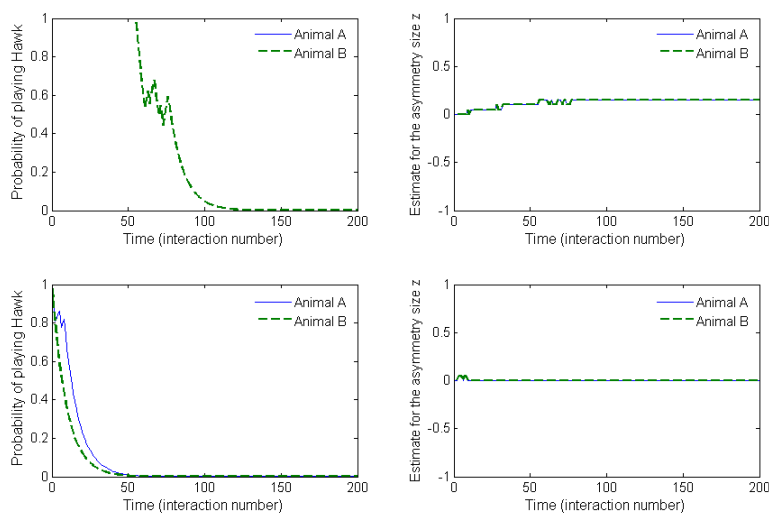 Probability of playing Hawk
1
0.8
0.6
0.4
0.2
0
0 50 100 150 200
Time (interaction number)
Animal A
Animal B
Estimate for the asymmetry size z
1
0.5
0
-0.5
-1
0 50 100 150 200
Time (interaction number)
Animal A
Animal B
Probability of playing Hawk
1
0.8
0.6
0.4
0.2
0
0 50 100 150 200
Time (interaction number)
Animal A
Animal B
Estimate for the asymmetry size z
1
0.5
0
-0.5
-1
0 50 100 150 200
Time (interaction number)
Animal A
Animal B